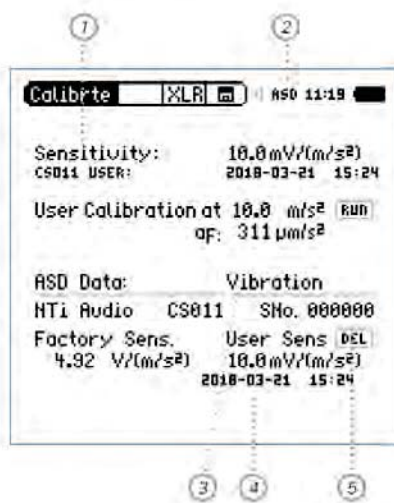 1 2
Calibrte XLR ASD 11:19
Sensitivity: 10.0mV/(m/s²)
CS011 USER: 2018-03-21 15:24
User Calibration at 10.0 m/s² RUN
aF: 311µm/s²
ASD Data: Vibration
NTi Audio CS011 SNo. 000000
Factory Sens. User Sens DEL
4.92 V/(m/s²) 10.0mV/(m/s²)
2018-03-21 15:24
3 4 5